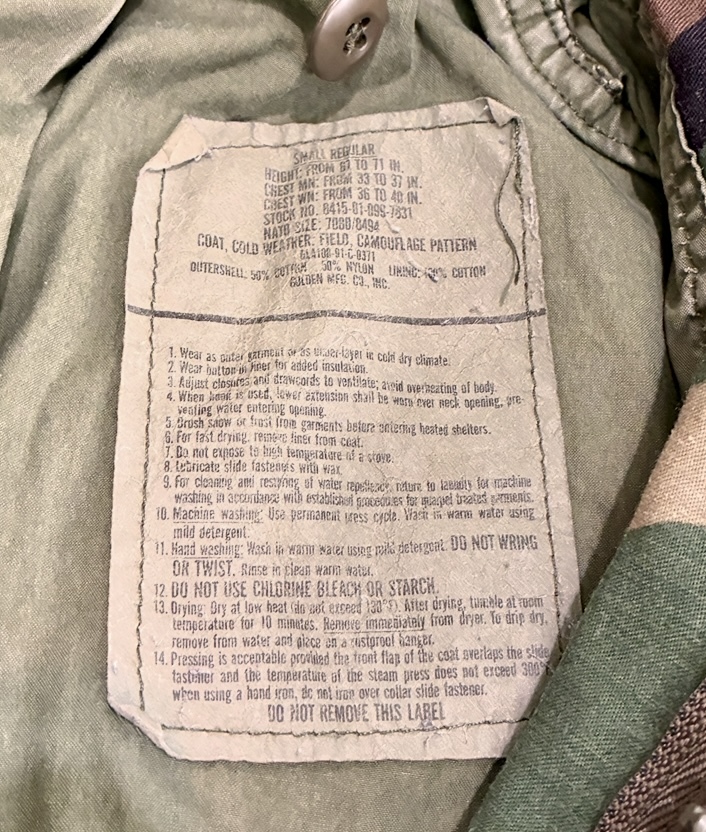 SMALL REGULAR
HEIGHT: FROM 67 TO 71 IN.
CHEST MN: FROM 33 TO 37 IN.
CHEST WN: FROM 36 TO 40 IN.
STOCK NO. 8415-01-099-7831
NATO SIZE: 7080/8494
COAT, COLD WEATHER: FIELD, CAMOUFLAGE PATTERN
OUTERSHELL: 50% COTTON 50% NYLON LINING: 100% COTTON
GOLDEN MFG. CO., INC.
1. Wear as outer garment or as under-layer in cold dry climate.
2. Wear button in liner for added insulation.
3. Adjust closures and drawcords to ventilate; avoid overheating of body.
4. When hood is used, lower extension shall be worn over neck opening, pre-
venting water entering opening.
5. Brush snow or frost from garments before entering heated shelters.
6. For fast drying, remove liner from coat.
7. Do not expose to high temperature of a stove.
8. Lubricate slide fasteners with wax.
9. For cleaning and restoring of water repellency, return to laundry for machine
washing in accordance with established procedures for quarpel treated garments.
10. Machine washing: Use permanent press cycle. Wash in warm water using
mild detergent.
11. Hand washing: Wash in warm water using mild detergent. DO NOT WRING
OR TWIST. Rinse in clean warm water.
12. DO NOT USE CHLORINE BLEACH OR STARCH.
13. Drying: Dry at low heat (do not exceed 130°F). After drying, tumble at room
temperature for 10 minutes. Remove immediately from dryer. To drip dry,
remove from water and place on a rustproof hanger.
14. Pressing is acceptable provided the front flap of the coat overlaps the slide
fastener and the temperature of the steam press does not exceed 300°
when using a hand iron, do not iron over collar slide fastener.
DO NOT REMOVE THIS LABEL